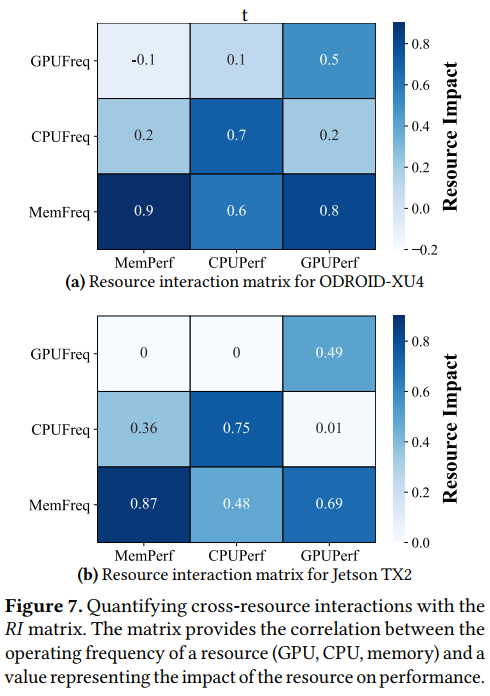 t
GPUFreq -0.1 0.1 0.5
CPUFreq 0.2 0.7 0.2
MemFreq 0.9 0.6 0.8
MemPerf CPUPerf GPUPerf
0.8
0.6
0.4
0.2
0.0
−0.2
Resource Impact
(a) Resource interaction matrix for ODROID-XU4
GPUFreq 0 0 0.49
CPUFreq 0.36 0.75 0.01
MemFreq 0.87 0.48 0.69
MemPerf CPUPerf GPUPerf
0.8
0.6
0.4
0.2
0.0
Resource Impact
(b) Resource interaction matrix for Jetson TX2
Figure 7. Quantifying cross-resource interactions with the
RI matrix. The matrix provides the correlation between the
operating frequency of a resource (GPU, CPU, memory) and a
value representing the impact of the resource on performance.